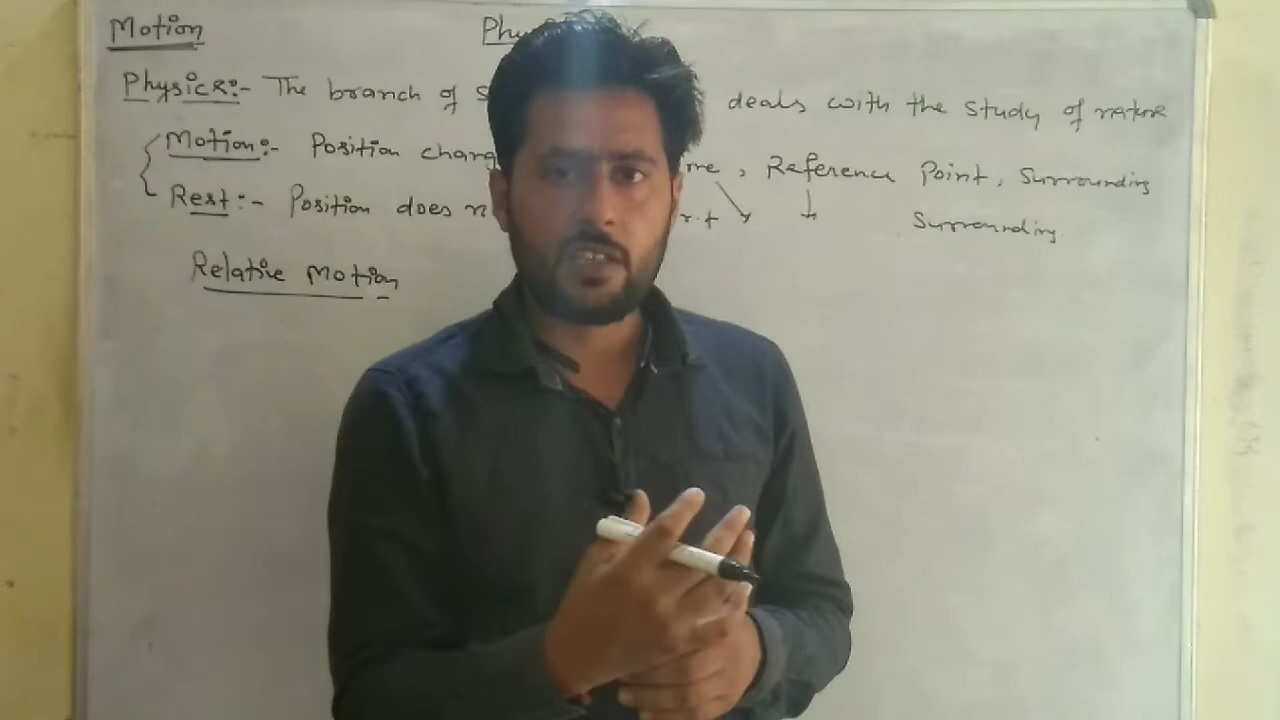 Motion Phy
Physics:- The branch of s deals with the study of nature
Motion:- Position chang me, Reference Point, Surrounding
Rest:- Position does n r.t Surrounding
Relative Motion